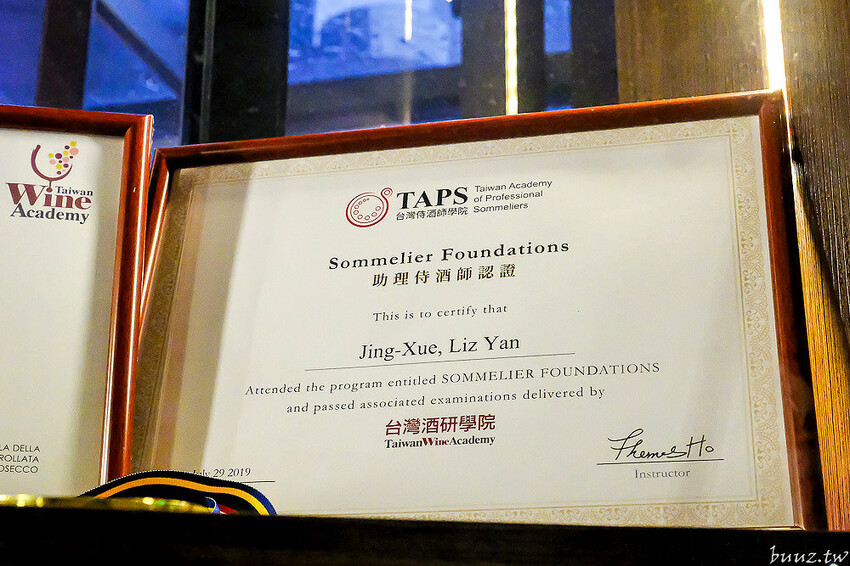 Taiwan
Wine
Academy
LA DELLA
ROLLATA
OSECCO
TAPS
台灣侍酒師學院
Taiwan Academy
of Professional
Sommeliers
Sommelier Foundations
助理侍酒師認證
This is to certify that
Jing-Xue, Liz Yan
Attended the program entitled SOMMELIER FOUNDATIONS
and passed associated examinations delivered by
台灣酒研學院
TaiwanWineAcademy
July 29 2019
Thomas Ho
Instructor
buuz.tw